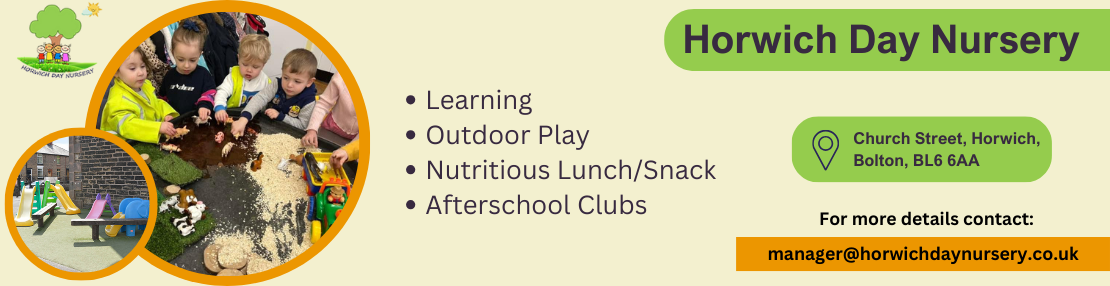 HORWICH DAY NURSERY
Horwich Day Nursery
• Learning
• Outdoor Play
• Nutritious Lunch/Snack
• Afterschool Clubs
Church Street, Horwich,
Bolton, BL6 6AA
For more details contact:
manager@horwichdaynursery.co.uk